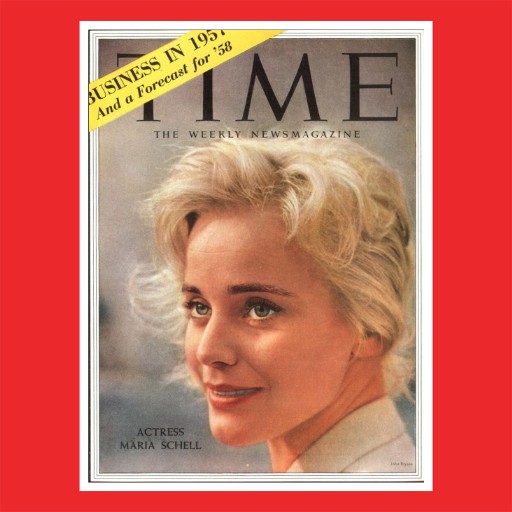 BUSINESS IN 1957
And a Forecast for '58
TIME
THE WEEKLY NEWSMAGAZINE
ACTRESS
MARIA SCHELL